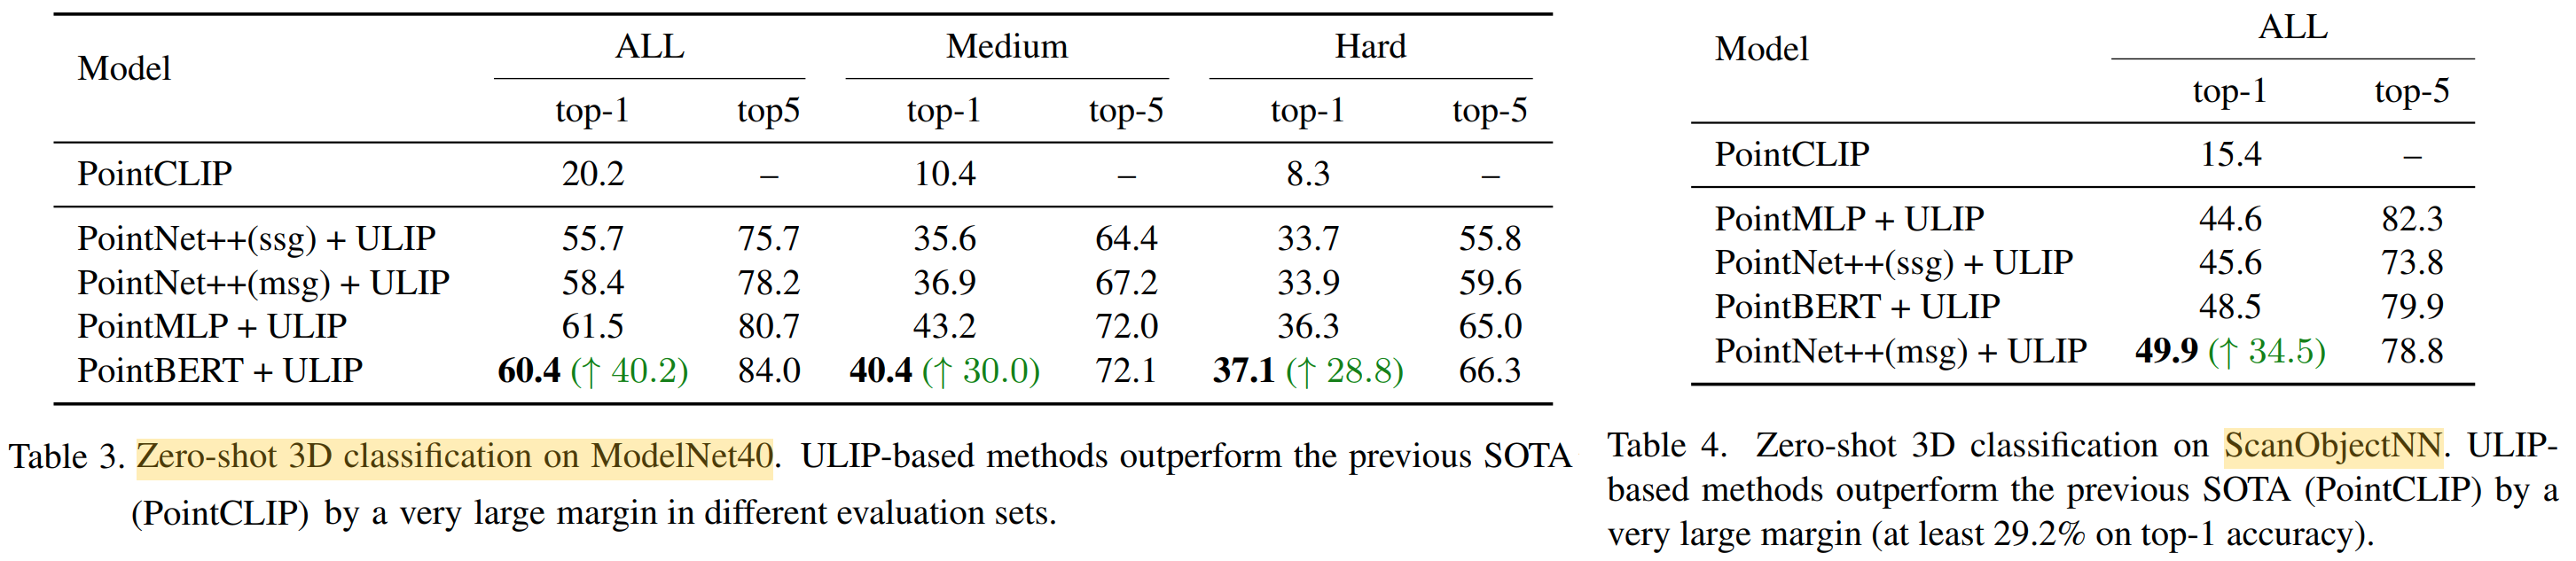 Model ALL Medium Hard
top-1 top5 top-1 top-5 top-1 top-5
PointCLIP 20.2 – 10.4 – 8.3 –
PointNet++(ssg) + ULIP 55.7 75.7 35.6 64.4 33.7 55.8
PointNet++(msg) + ULIP 58.4 78.2 36.9 67.2 33.9 59.6
PointMLP + ULIP 61.5 80.7 43.2 72.0 36.3 65.0
PointBERT + ULIP 60.4 (↑ 40.2) 84.0 40.4 (↑ 30.0) 72.1 37.1 (↑ 28.8) 66.3
Table 3. Zero-shot 3D classification on ModelNet40. ULIP-based methods outperform the previous SOTA
(PointCLIP) by a very large margin in different evaluation sets.
Model ALL
top-1 top-5
PointCLIP 15.4 –
PointMLP + ULIP 44.6 82.3
PointNet++(ssg) + ULIP 45.6 73.8
PointBERT + ULIP 48.5 79.9
PointNet++(msg) + ULIP 49.9 (↑ 34.5) 78.8
Table 4. Zero-shot 3D classification on ScanObjectNN. ULIP-
based methods outperform the previous SOTA (PointCLIP) by a
very large margin (at least 29.2% on top-1 accuracy).